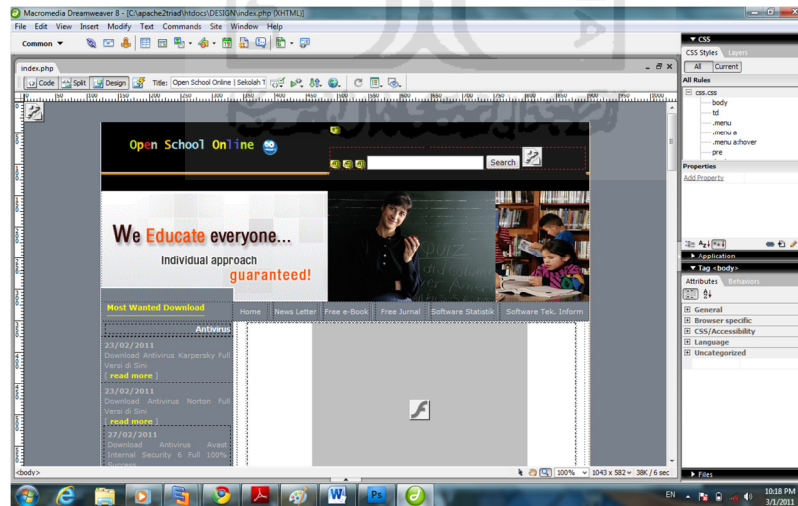 Macromedia Dreamweaver 8 - [C:\apache2triad\htdocs\DESIGN\index.php (XHTML)]
File Edit View Insert Modify Text Commands Site Window Help
Common
index.php
Code Split Design Title: Open School Online | Sekolah T
Open School Online
Search
We Educate everyone...
Individual approach
guaranteed!
Most Wanted Download
Home News Letter Free e-Book Free Jurnal Software Statistik Software Tek. Inform
Antivirus
23/02/2011
Download Antivirus Karpersky Full
Versi di Sini
[ read more ]
23/02/2011
Download Antivirus Norton Full
Versi di Sini
[ read more ]
27/02/2011
Download Antivirus Avast
Internal Security 6 Full 100%
Success
QUIZ
<body>
100% 1043 x 582 38K / 6 sec
CSS
CSS Styles Layers
All Current
All Rules
css.css
body
td
.menu
.menu a
.menu a:hover
pre
Properties
Add Property
Application
Tag <body>
Attributes Behaviors
General
Browser specific
CSS/Accessibility
Language
Uncategorized
Files
EN
10:18 PM
3/1/2011